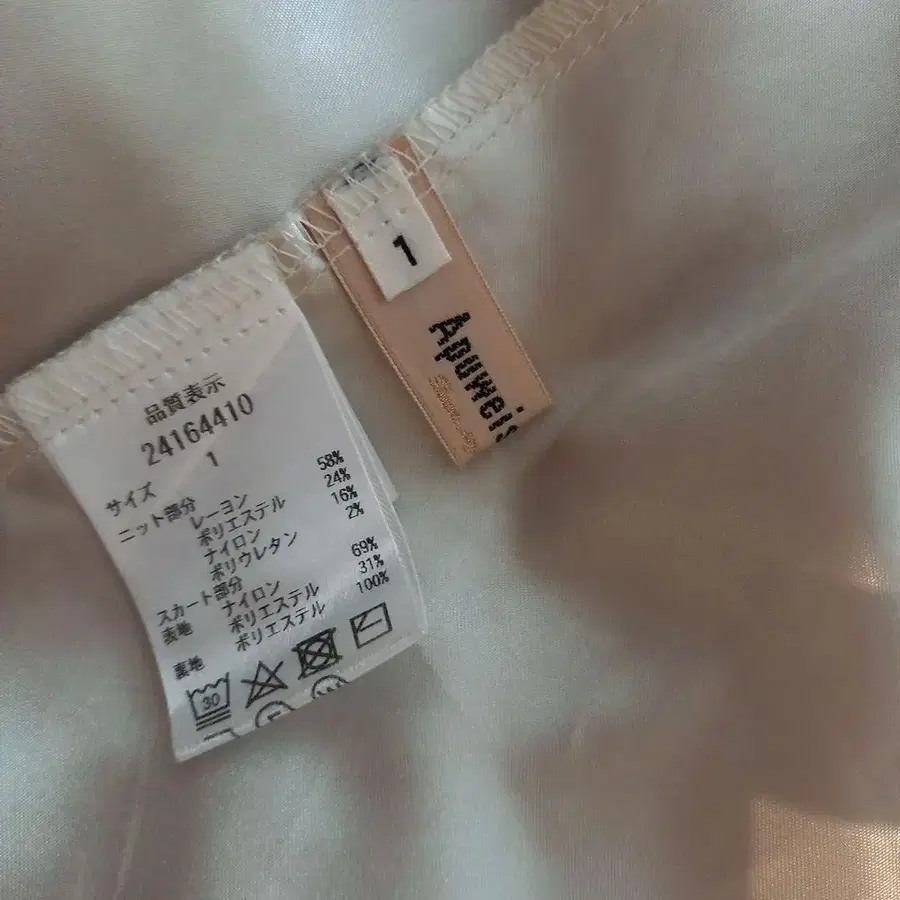 品質表示
24164410
サイズ 1
ニット部分
レーヨン 58%
ポリエステル 24%
ナイロン 16%
ポリウレタン 2%
スカート部分
表地 ナイロン 69%
ポリエステル 31%
裏地 ポリエステル 100%
30
1
Apuweis